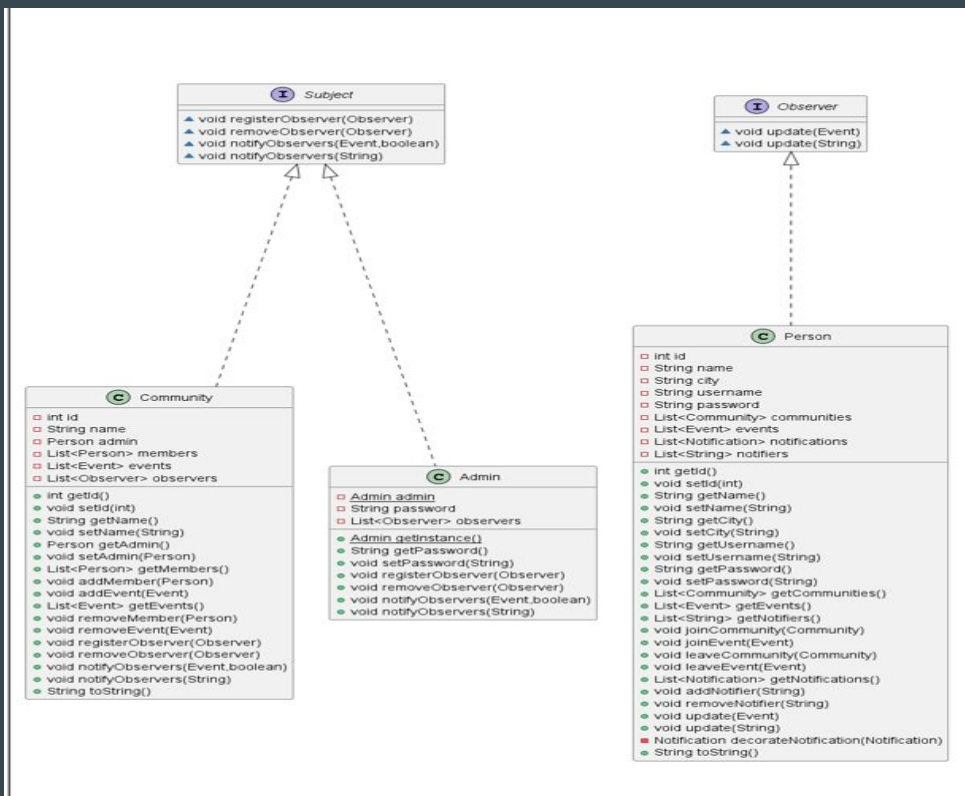 I Subject
void registerObserver(Observer)
void removeObserver(Observer)
void notifyObservers(Event,boolean)
void notifyObservers(String)
I Observer
void update(Event)
void update(String)
C Community
int id
String name
Person admin
List<Person> members
List<Event> events
List<Observer> observers
int getId()
void setId(int)
String getName()
void setName(String)
Person getAdmin()
void setAdmin(Person)
List<Person> getMembers()
void addMember(Person)
void addEvent(Event)
List<Event> getEvents()
void removeMember(Person)
void removeEvent(Event)
void registerObserver(Observer)
void removeObserver(Observer)
void notifyObservers(Event,boolean)
void notifyObservers(String)
String toString()
C Admin
Admin admin
String password
List<Observer> observers
Admin getInstance()
String getPassword()
void setPassword(String)
void registerObserver(Observer)
void removeObserver(Observer)
void notifyObservers(Event,boolean)
void notifyObservers(String)
C Person
int id
String name
String city
String username
String password
List<Community> communities
List<Event> events
List<Notification> notifications
List<String> notifiers
int getId()
void setId(int)
String getName()
void setName(String)
String getCity()
void setCity(String)
String getUsername()
void setUsername(String)
String getPassword()
void setPassword(String)
List<Community> getCommunities()
List<Event> getEvents()
List<String> getNotifiers()
void joinCommunity(Community)
void joinEvent(Event)
void leaveCommunity(Community)
void leaveEvent(Event)
List<Notification> getNotifications()
void addNotifier(String)
void removeNotifier(String)
void update(Event)
void update(String)
Notification decorateNotification(Notification)
String toString()